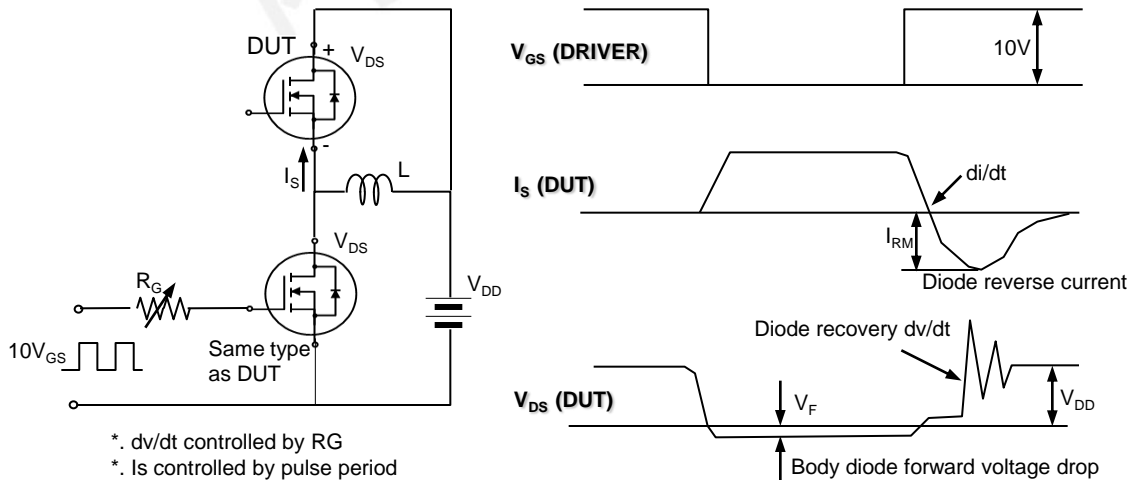 DUT
+
V_DS
-
I_S
L
V_DS
R_G
V_DD
10V_GS
Same type
as DUT
*. dv/dt controlled by RG
*. Is controlled by pulse period
V_GS (DRIVER)
10V
I_S (DUT)
di/dt
I_RM
Diode reverse current
Diode recovery dv/dt
V_DS (DUT)
V_F
V_DD
Body diode forward voltage drop